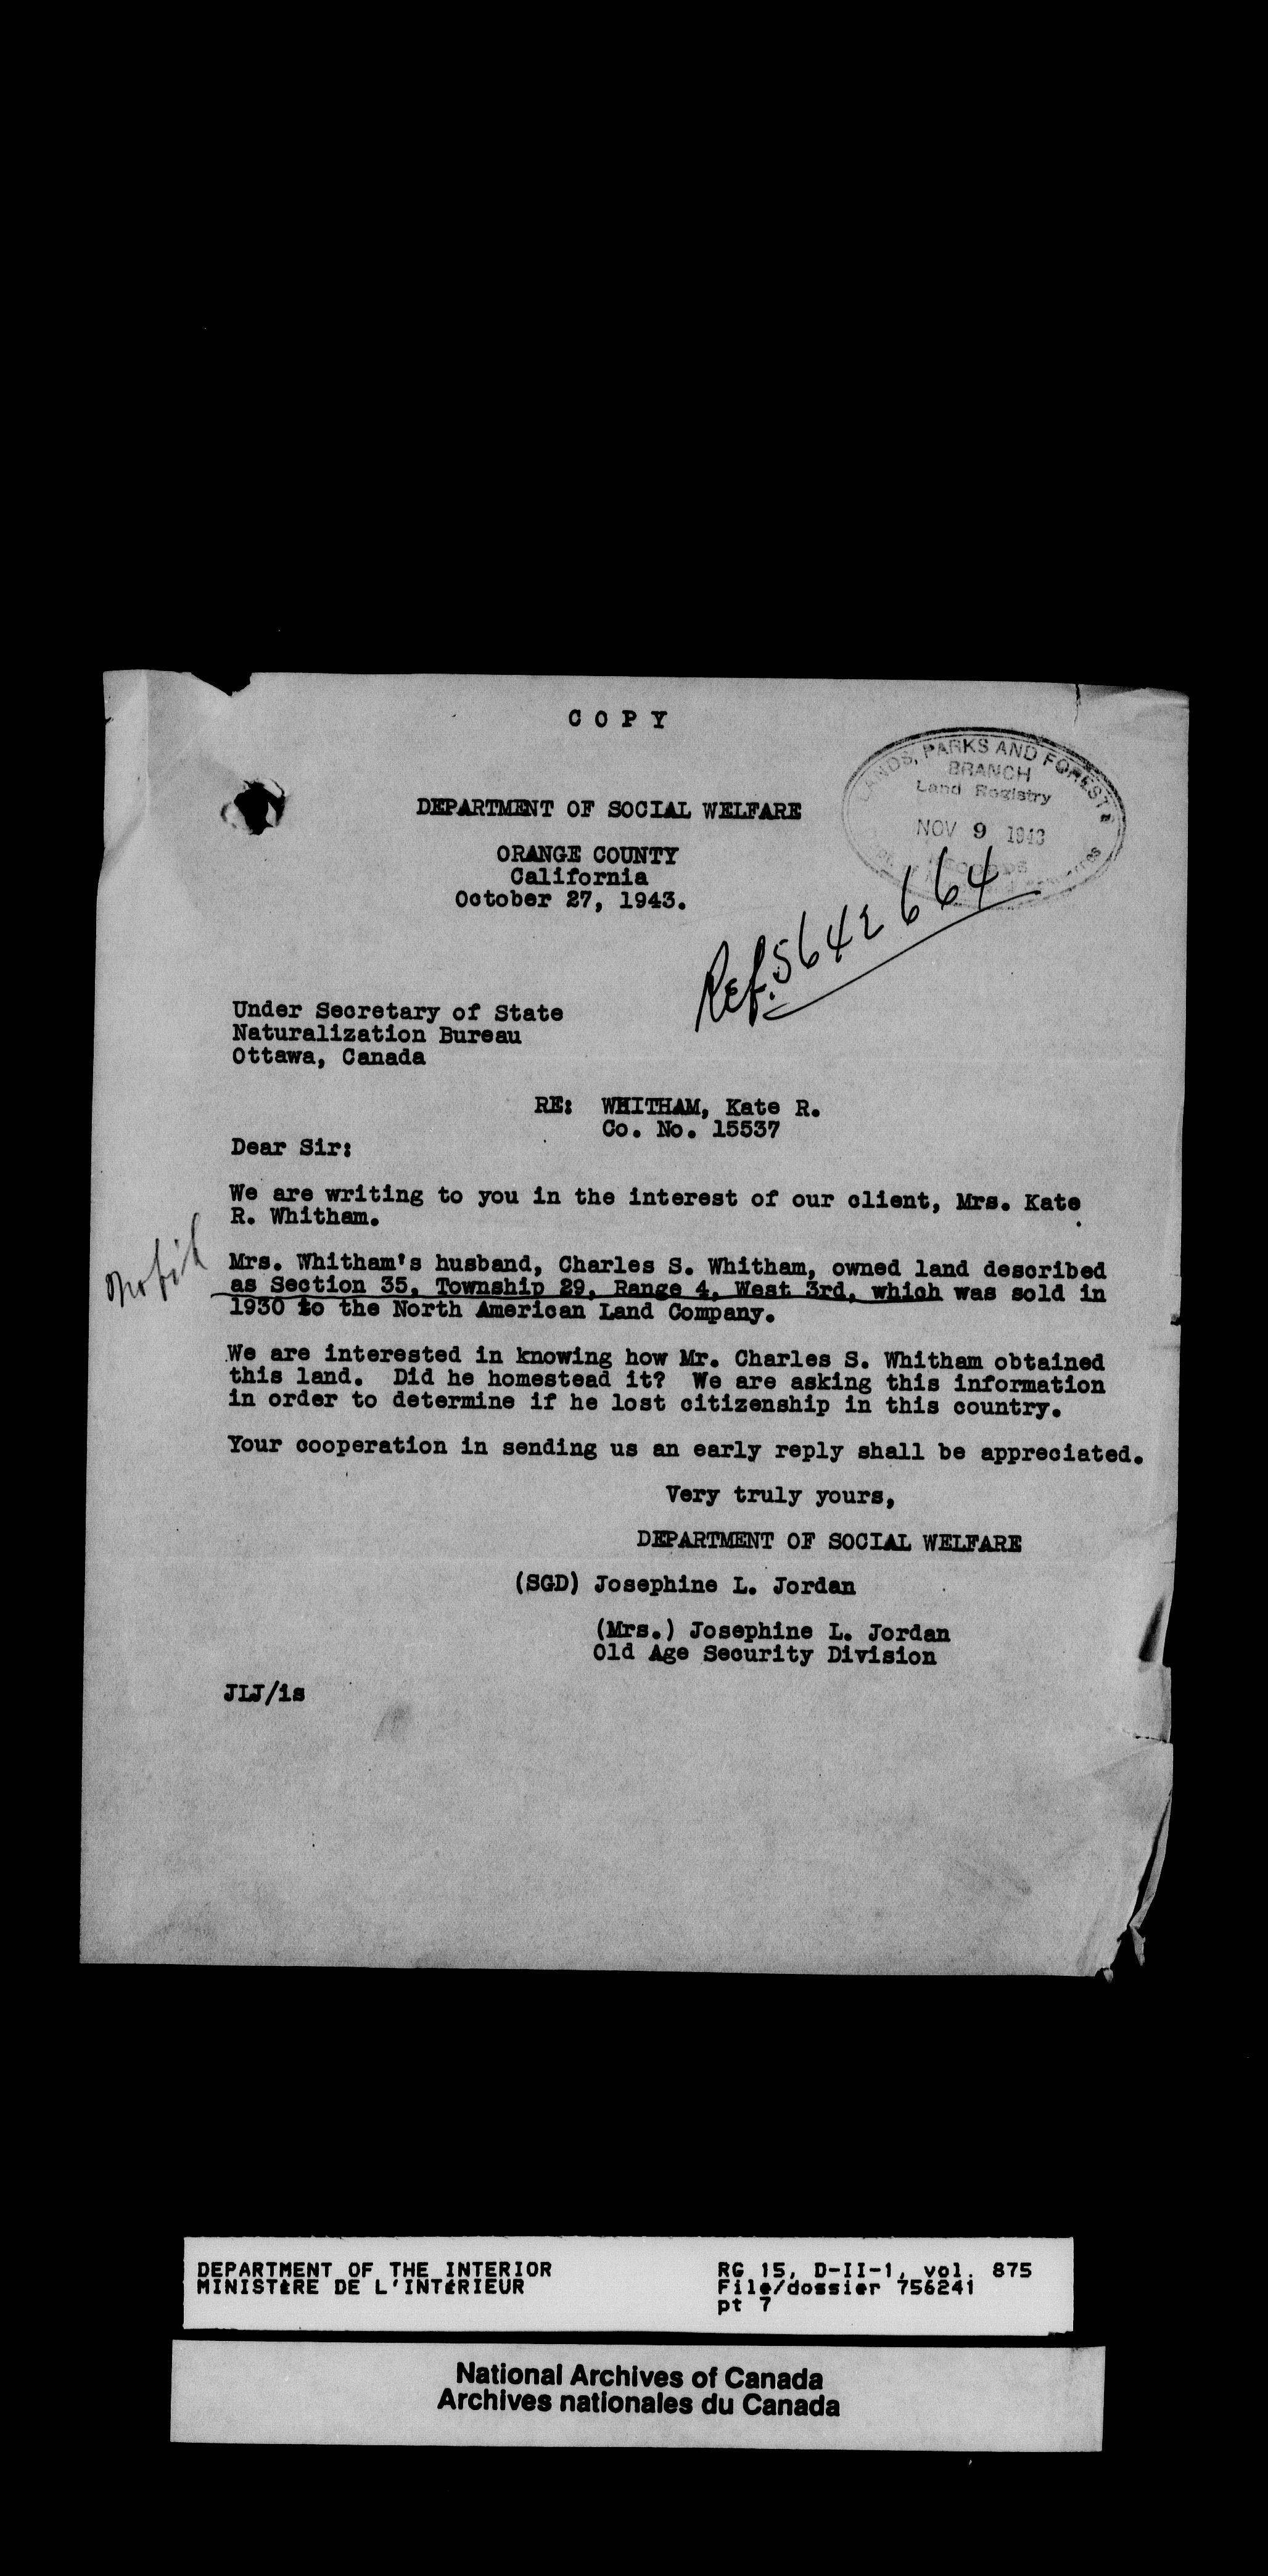 COPY
LANDS, PARKS AND FORESTS
BRANCH
Land Registry
NOV 9 1943
RECORDS
DEPARTMENT OF SOCIAL WELFARE
ORANGE COUNTY
California
October 27, 1943.
Ref. 5642664
Under Secretary of State
Naturalization Bureau
Ottawa, Canada
RE: WHITHAM, Kate R.
Co. No. 15537
Dear Sir:
We are writing to you in the interest of our client, Mrs. Kate
R. Whitham.
Mrs. Whitham's husband, Charles S. Whitham, owned land described
as Section 35, Township 29, Range 4, West 3rd, which was sold in
1930 to the North American Land Company.
We are interested in knowing how Mr. Charles S. Whitham obtained
this land. Did he homestead it? We are asking this information
in order to determine if he lost citizenship in this country.
Your cooperation in sending us an early reply shall be appreciated.
Very truly yours,
DEPARTMENT OF SOCIAL WELFARE
(SGD) Josephine L. Jordan
(Mrs.) Josephine L. Jordan
Old Age Security Division
JLJ/is
DEPARTMENT OF THE INTERIOR
MINISTÈRE DE L'INTÉRIEUR
RG 15, D-II-1, vol. 875
File/dossier 756241
pt 7
National Archives of Canada
Archives nationales du Canada